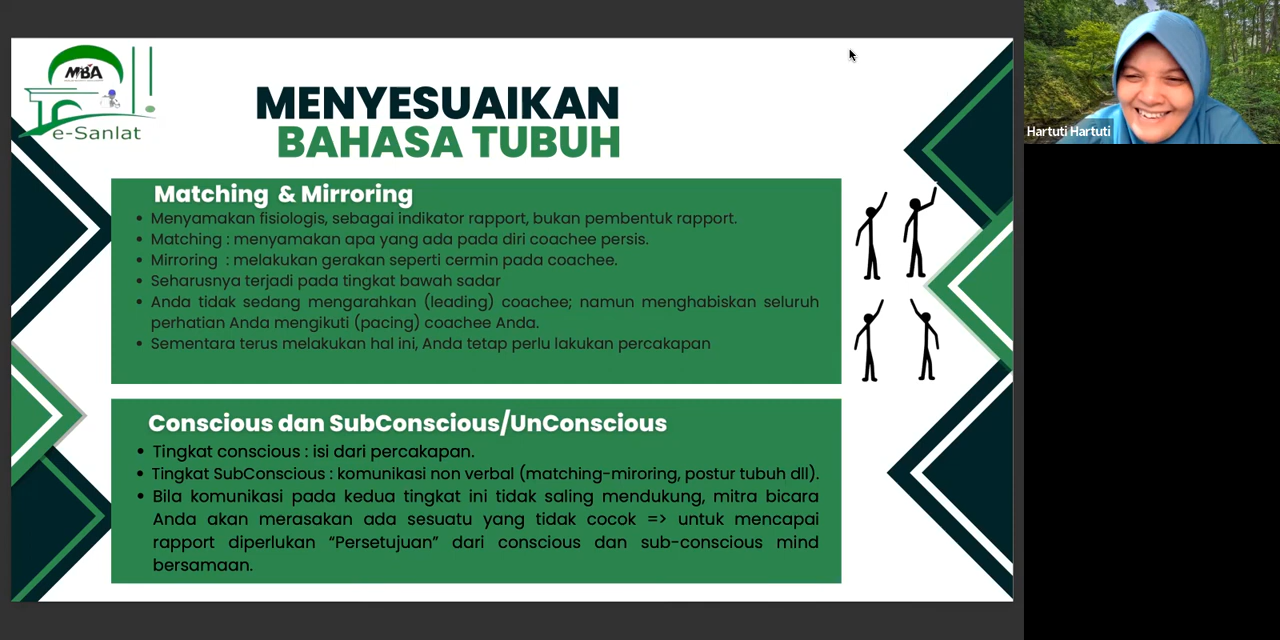 MBA
e-Sanlat
MENYESUAIKAN
BAHASA TUBUH
Matching & Mirroring
• Menyamakan fisiologis, sebagai indikator rapport, bukan pembentuk rapport.
• Matching : menyamakan apa yang ada pada diri coachee persis.
• Mirroring : melakukan gerakan seperti cermin pada coachee.
• Seharusnya terjadi pada tingkat bawah sadar
• Anda tidak sedang mengarahkan (leading) coachee; namun menghabiskan seluruh
perhatian Anda mengikuti (pacing) coachee Anda.
• Sementara terus melakukan hal ini, Anda tetap perlu lakukan percakapan
Conscious dan SubConscious/UnConscious
• Tingkat conscious : isi dari percakapan.
• Tingkat SubConscious : komunikasi non verbal (matching-miroring, postur tubuh dll).
• Bila komunikasi pada kedua tingkat ini tidak saling mendukung, mitra bicara
Anda akan merasakan ada sesuatu yang tidak cocok => untuk mencapai
rapport diperlukan “Persetujuan” dari conscious dan sub-conscious mind
bersamaan.
Hartuti Hartuti